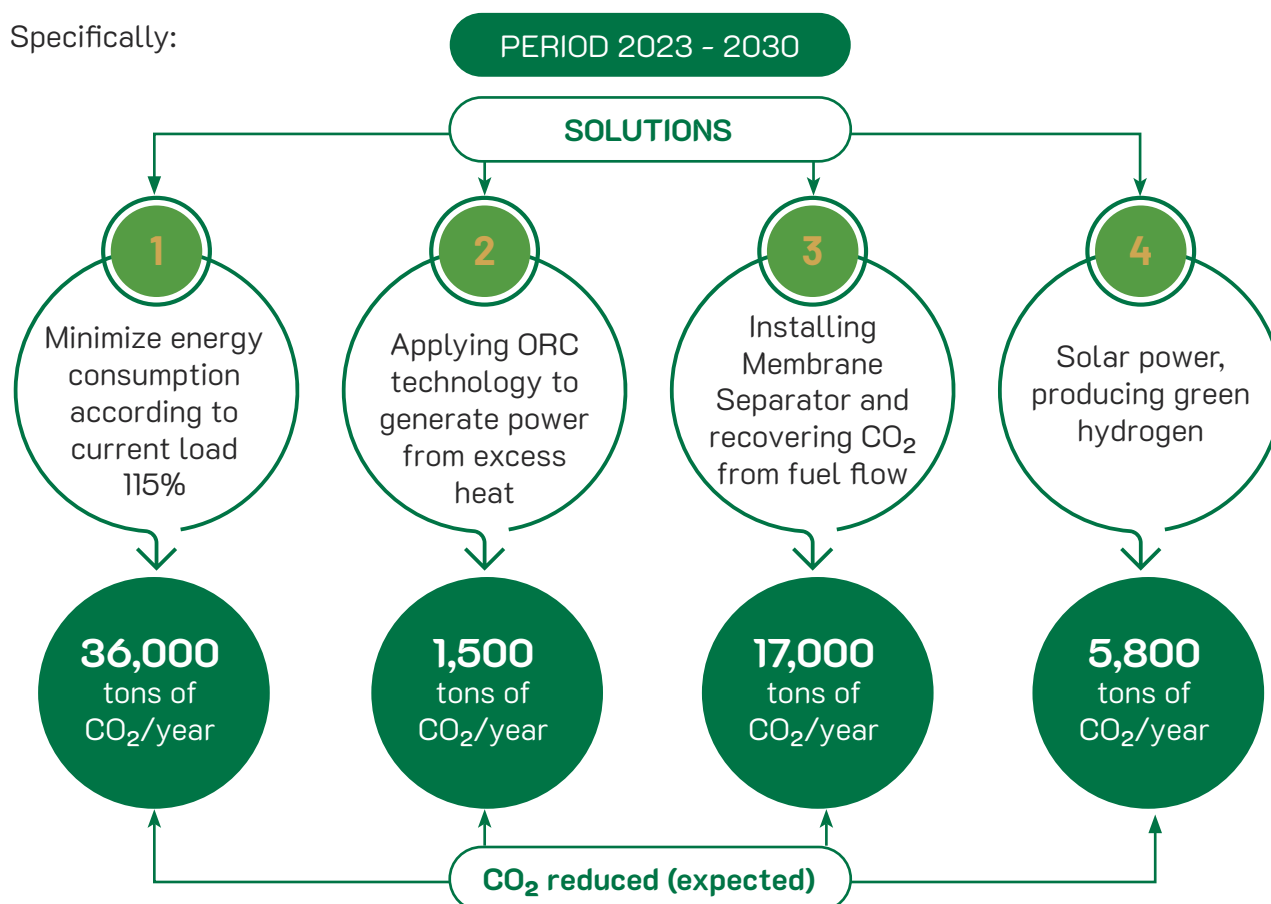 Specifically:
PERIOD 2023 - 2030
SOLUTIONS
1
Minimize energy
consumption
according to
current load
115%
2
Applying ORC
technology to
generate power
from excess
heat
3
Installing
Membrane
Separator and
recovering CO₂
from fuel flow
4
Solar power,
producing green
hydrogen
36,000
tons of
CO₂/year
1,500
tons of
CO₂/year
17,000
tons of
CO₂/year
5,800
tons of
CO₂/year
CO₂ reduced (expected)